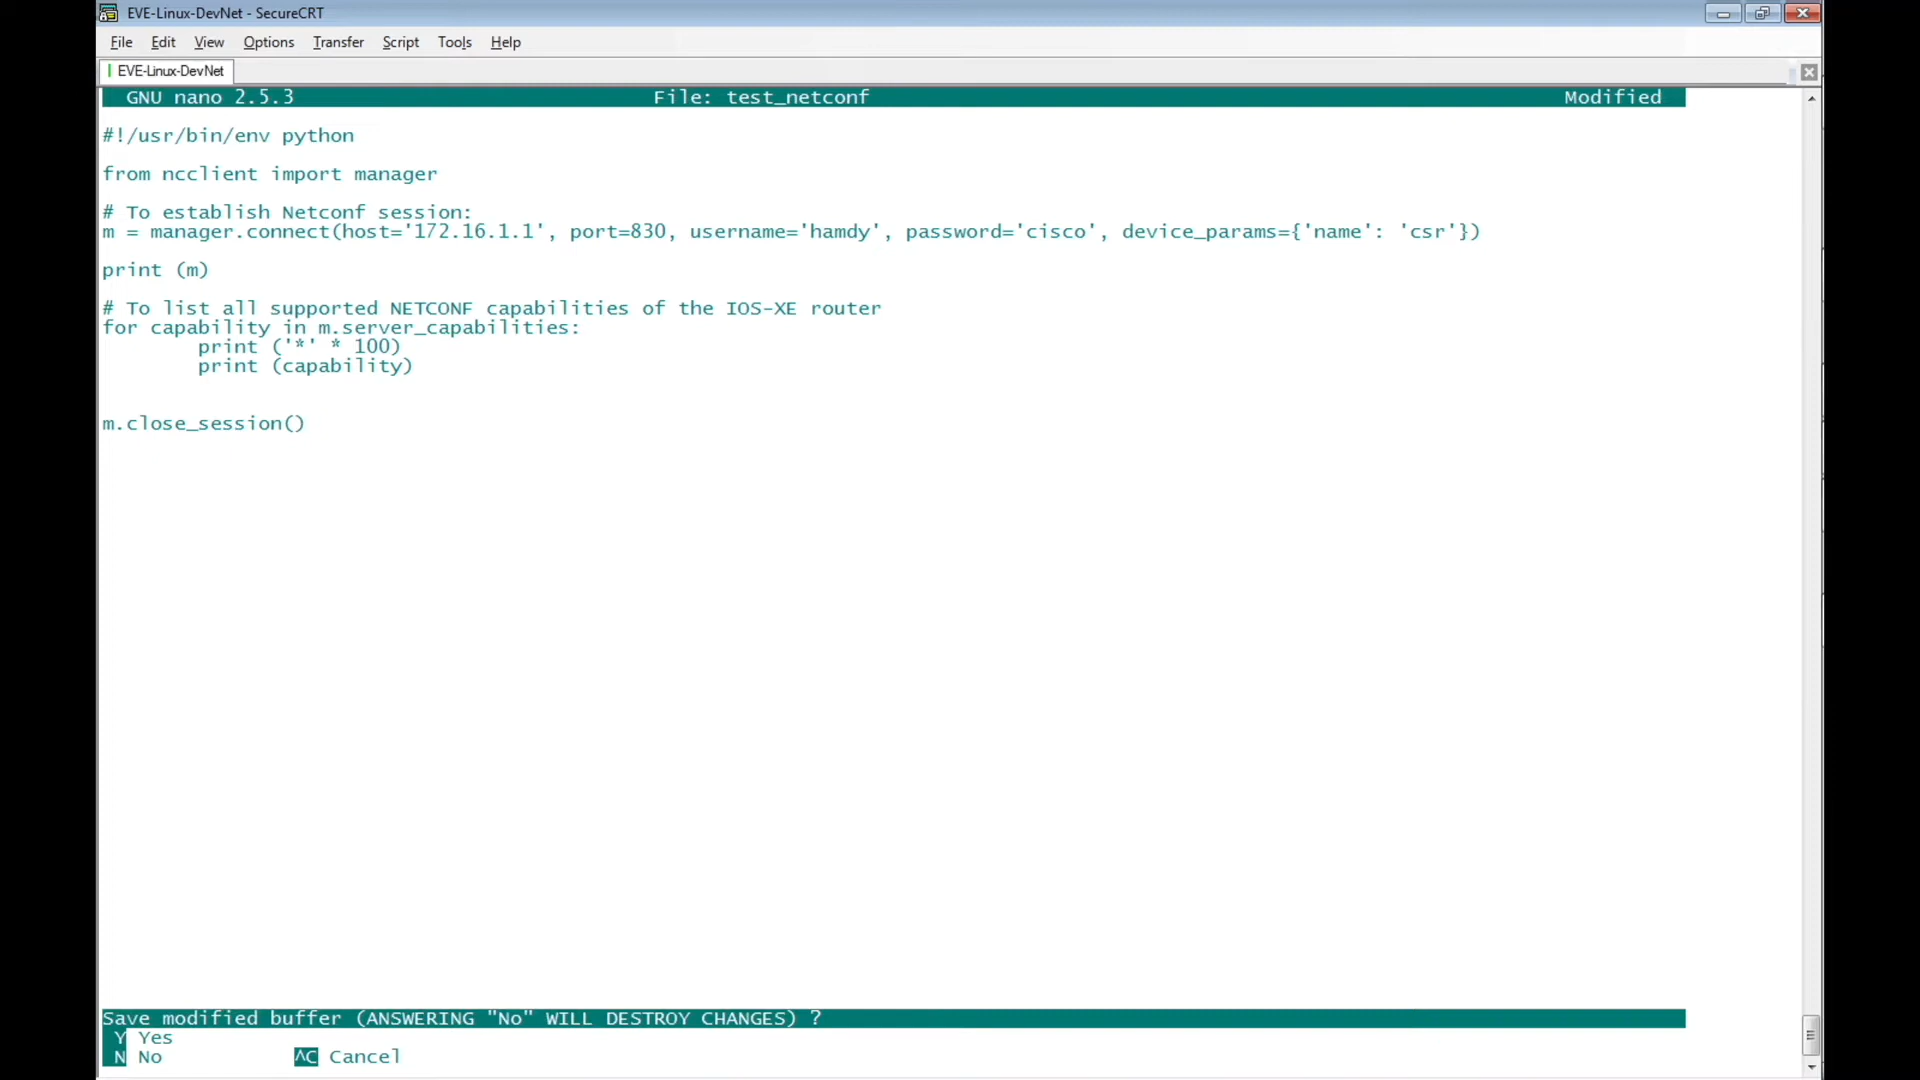 EVE-Linux-DevNet - SecureCRT
File Edit View Options Transfer Script Tools Help
EVE-Linux-DevNet
GNU nano 2.5.3 File: test_netconf Modified
#!/usr/bin/env python
from ncclient import manager
# To establish Netconf session:
m = manager.connect(host='172.16.1.1', port=830, username='hamdy', password='cisco', device_params={'name': 'csr'})
print (m)
# To list all supported NETCONF capabilities of the IOS-XE router
for capability in m.server_capabilities:
        print ('*' * 100)
        print (capability)
m.close_session()
Save modified buffer (ANSWERING "No" WILL DESTROY CHANGES) ?
Y Yes
N No ^C Cancel